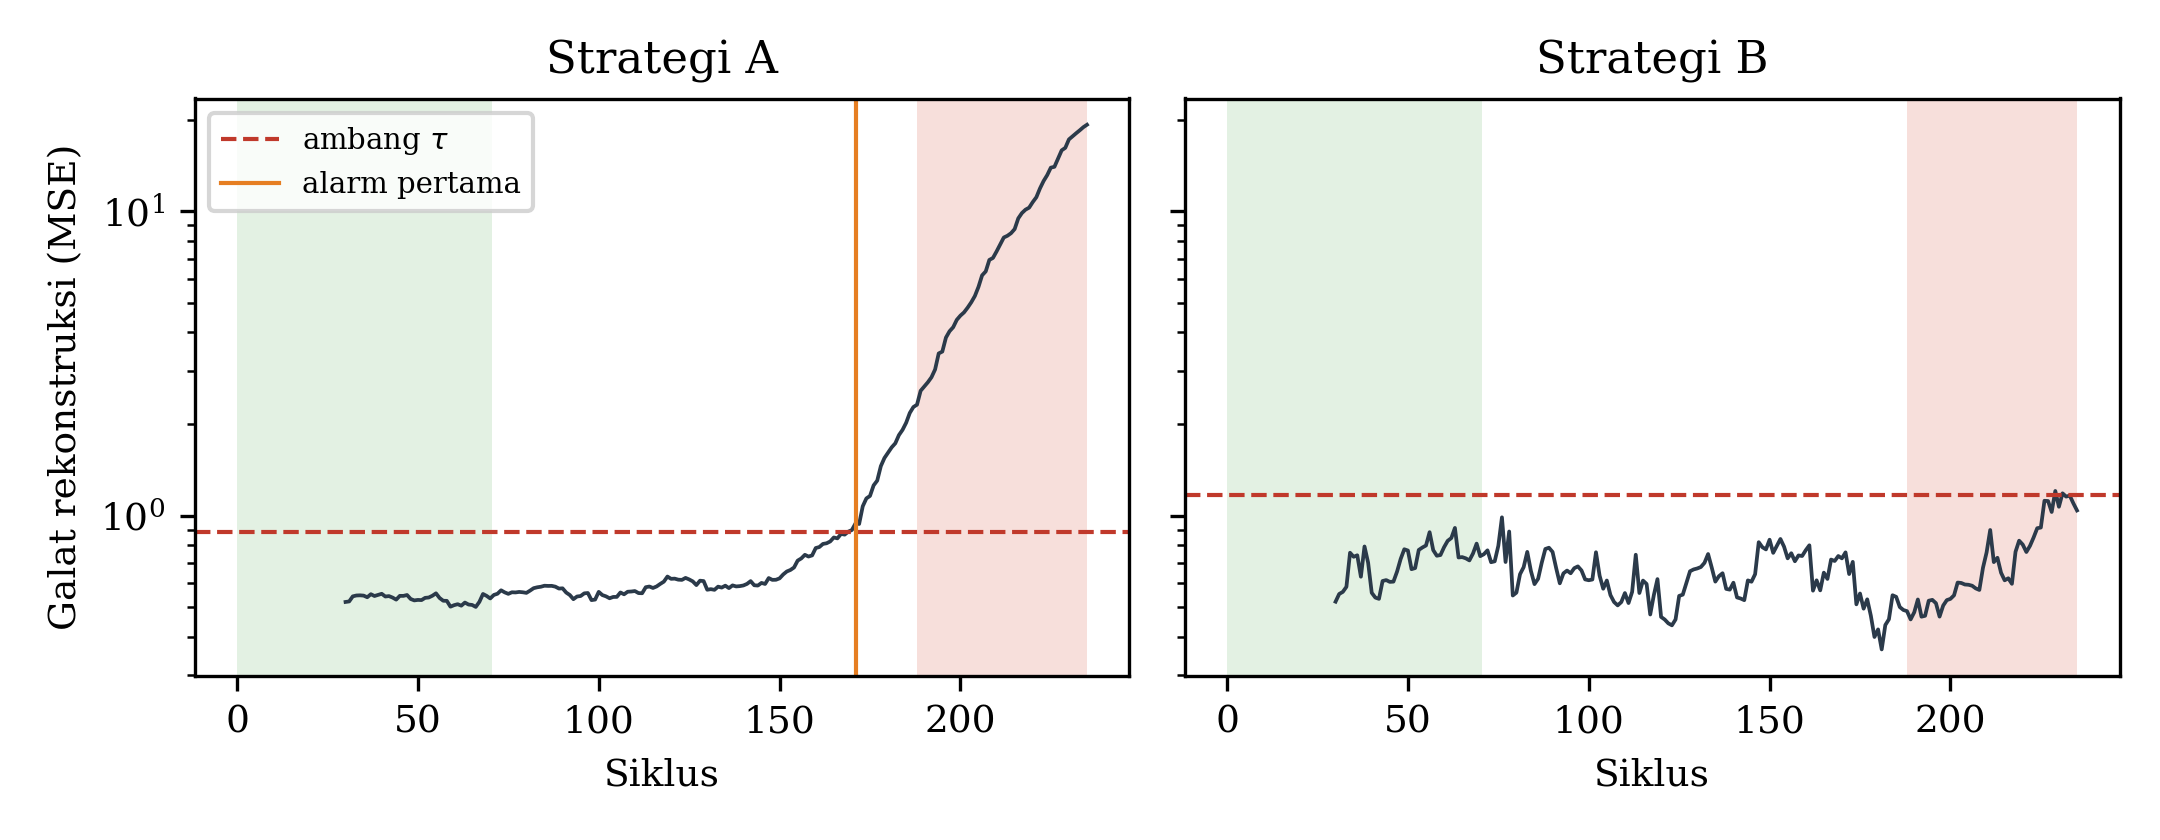 Strategi A
Strategi B
ambang τ
alarm pertama
Galat rekonstruksi (MSE)
10¹
10⁰
0 50 100 150 200
0 50 100 150 200
Siklus
Siklus